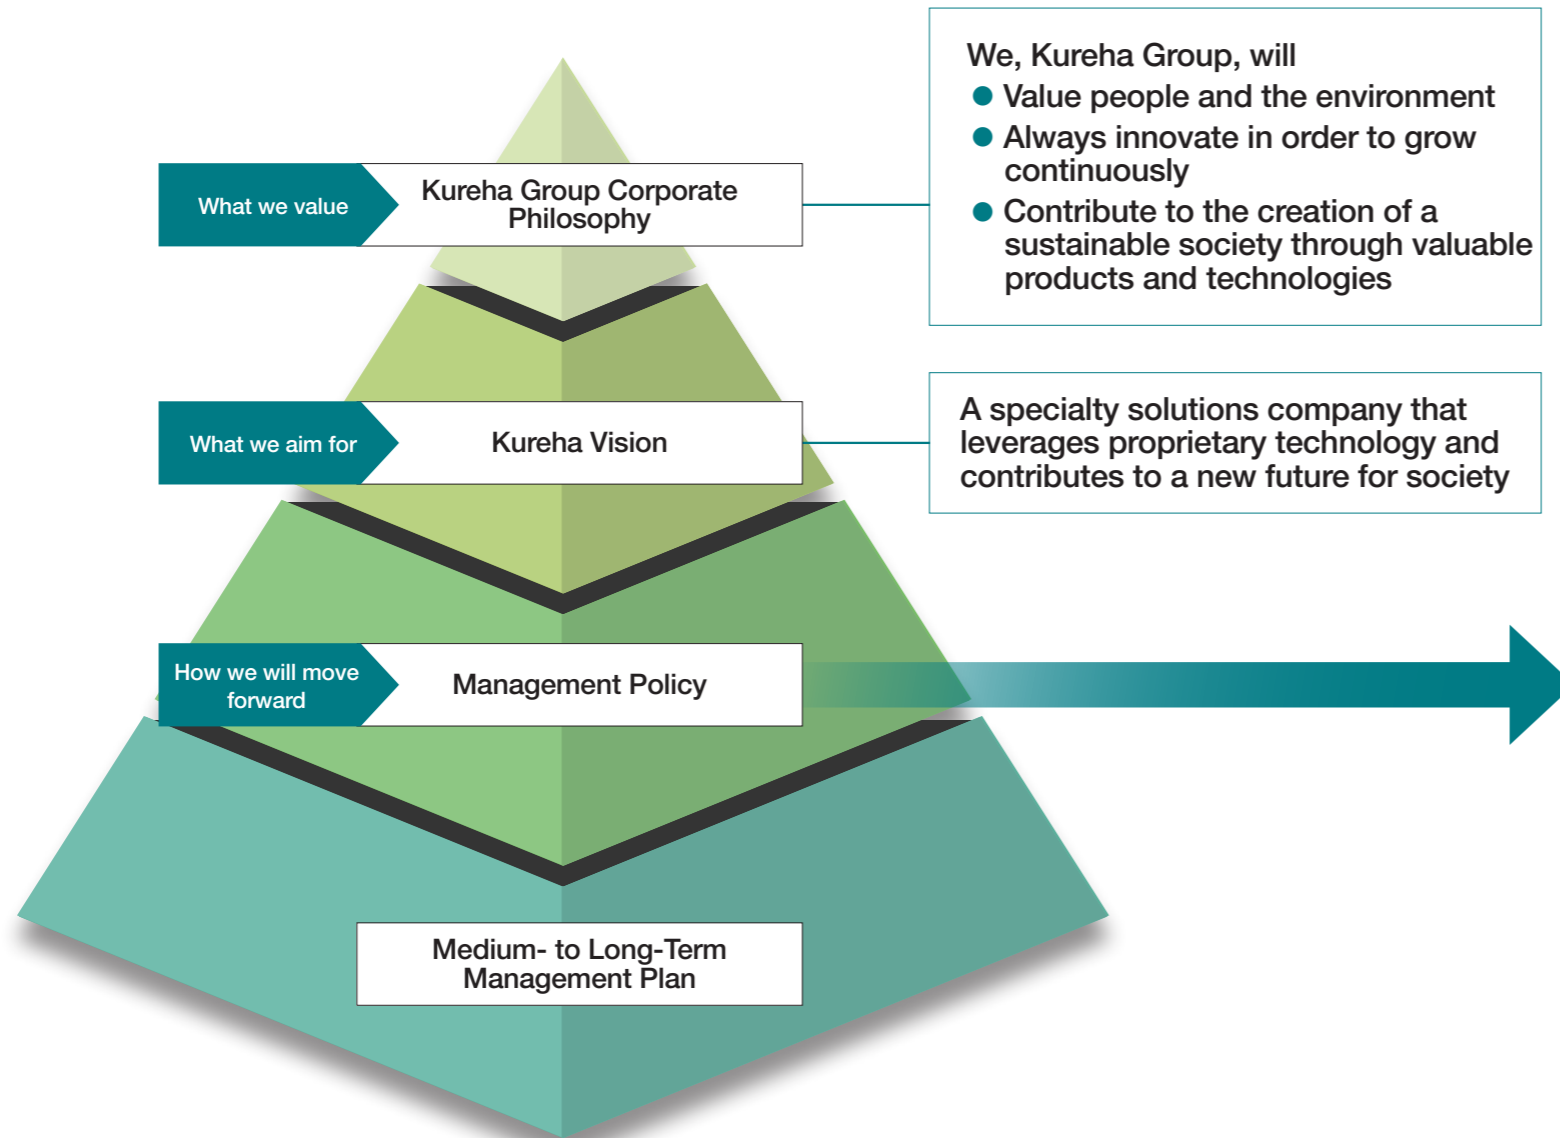 What we value
Kureha Group Corporate
Philosophy
We, Kureha Group, will
● Value people and the environment
● Always innovate in order to grow
continuously
● Contribute to the creation of a
sustainable society through valuable
products and technologies
What we aim for
Kureha Vision
A specialty solutions company that
leverages proprietary technology and
contributes to a new future for society
How we will move
forward
Management Policy
Medium- to Long-Term
Management Plan